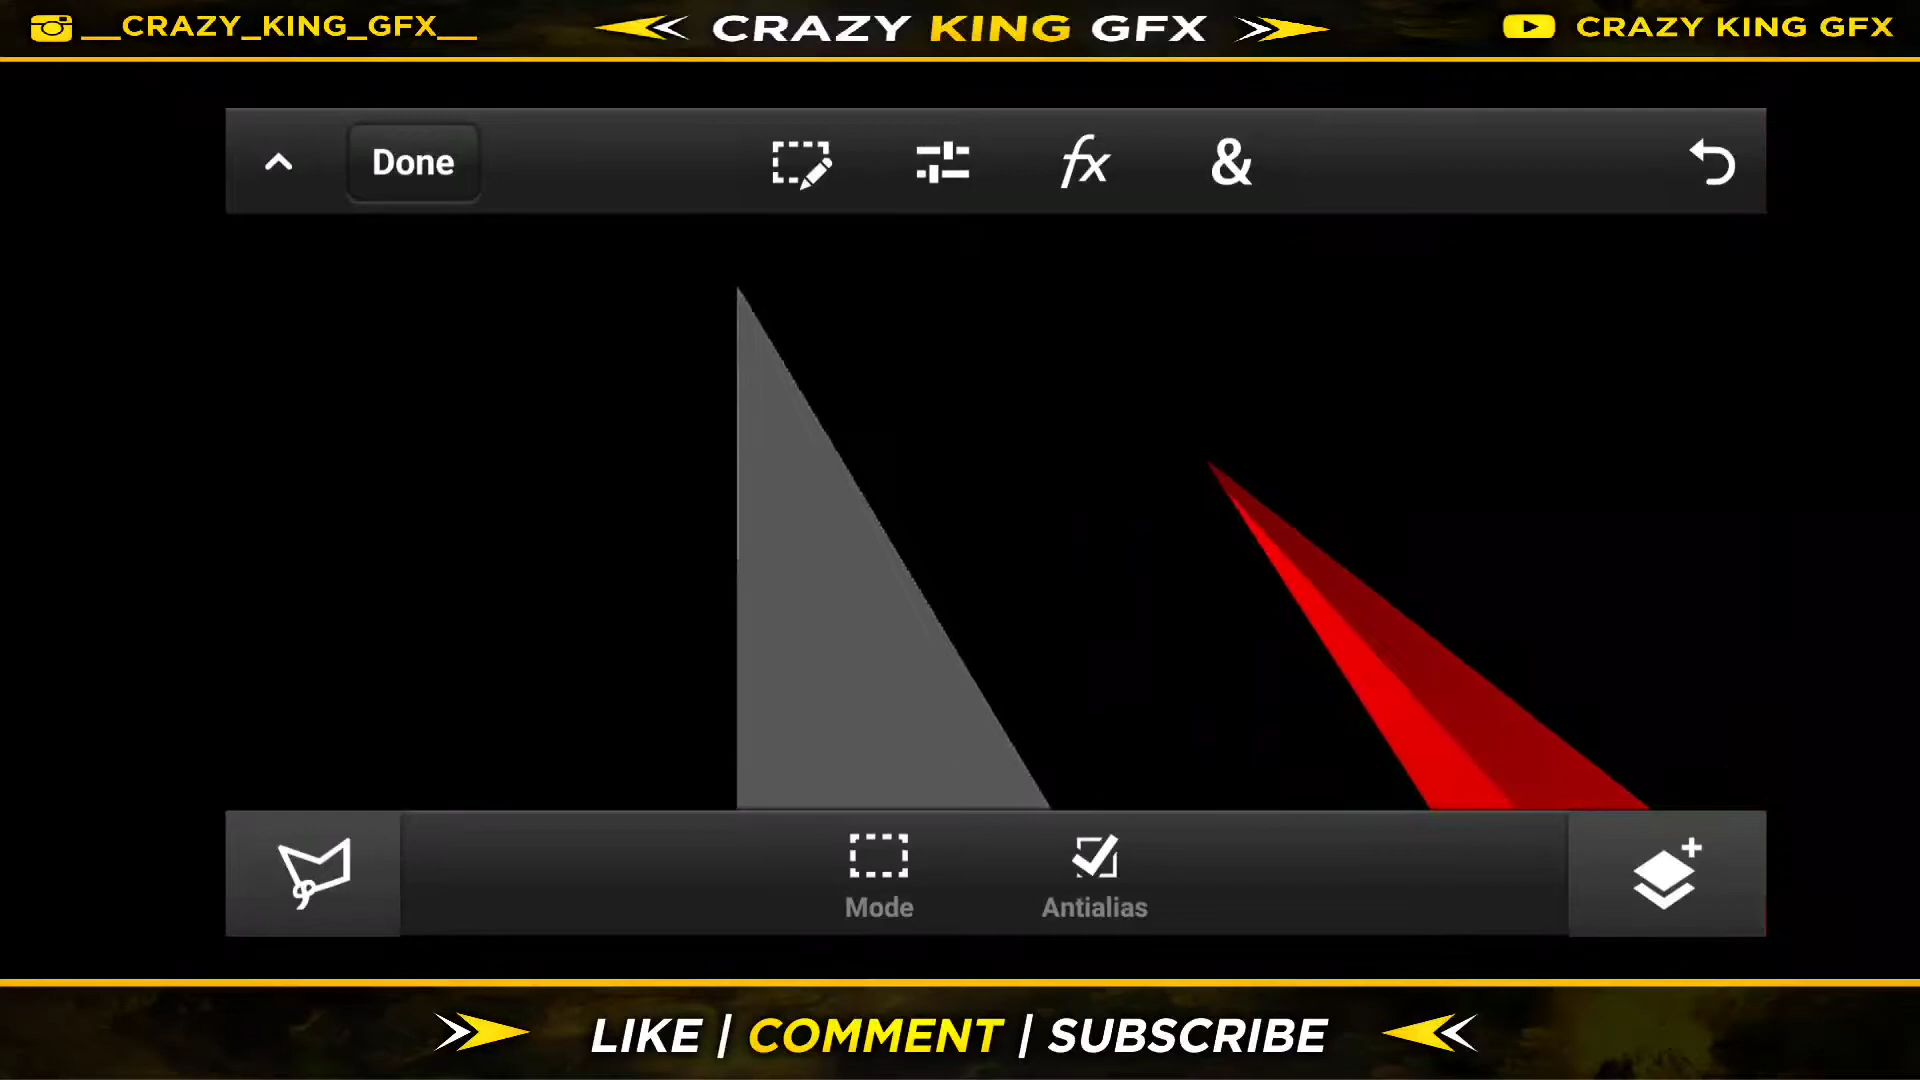 __CRAZY_KING_GFX__
CRAZY KING GFX
CRAZY KING GFX
Done
fx
&
Mode
Antialias
LIKE | COMMENT | SUBSCRIBE